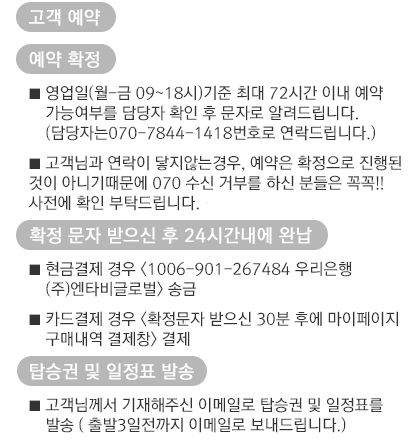 고객 예약
예약 확정
■ 영업일(월-금 09~18시)기준 최대 72시간 이내 예약
가능여부를 담당자 확인 후 문자로 알려드립니다.
(담당자는070-7844-1418번호로 연락드립니다.)
■ 고객님과 연락이 닿지않는경우, 예약은 확정으로 진행된
것이 아니기때문에 070 수신 거부를 하신 분들은 꼭꼭!!
사전에 확인 부탁드립니다.
확정 문자 받으신 후 24시간내에 완납
■ 현금결제 경우 <1006-901-267484 우리은행
(주)엔타비글로벌> 송금
■ 카드결제 경우 <확정문자 받으신 30분 후에 마이페이지
구매내역 결제창> 결제
탑승권 및 일정표 발송
■ 고객님께서 기재해주신 이메일로 탑승권 및 일정표를
발송 ( 출발3일전까지 이메일로 보내드립니다.)